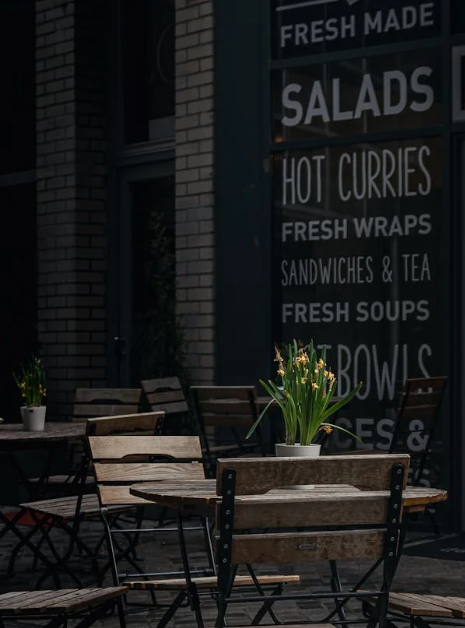 FRESH MADE
SALADS
HOT CURRIES
FRESH WRAPS
SANDWICHES & TEA
FRESH SOUPS
BOWLS
&